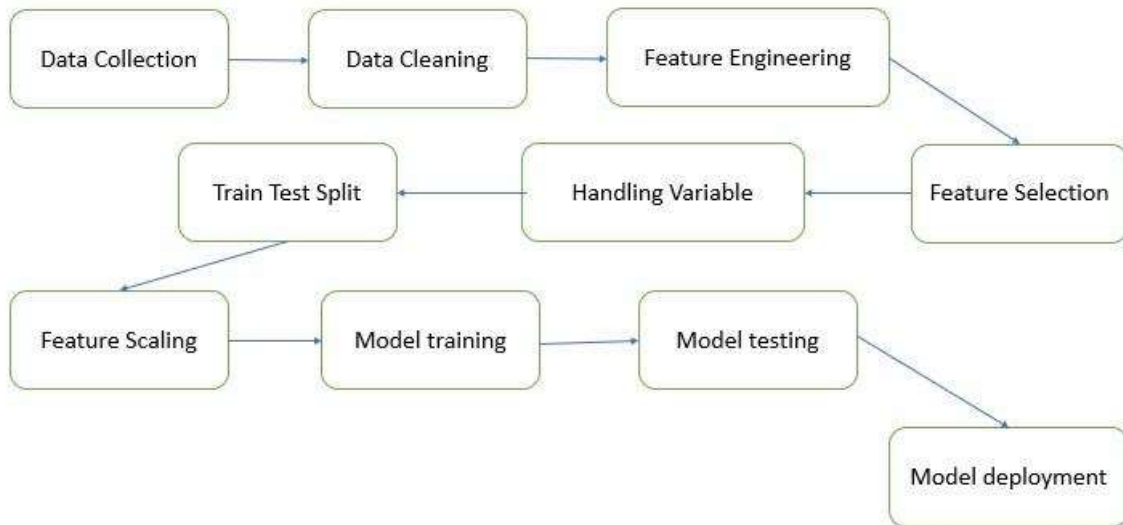 Data Collection
Data Cleaning
Feature Engineering
Feature Selection
Handling Variable
Train Test Split
Feature Scaling
Model training
Model testing
Model deployment